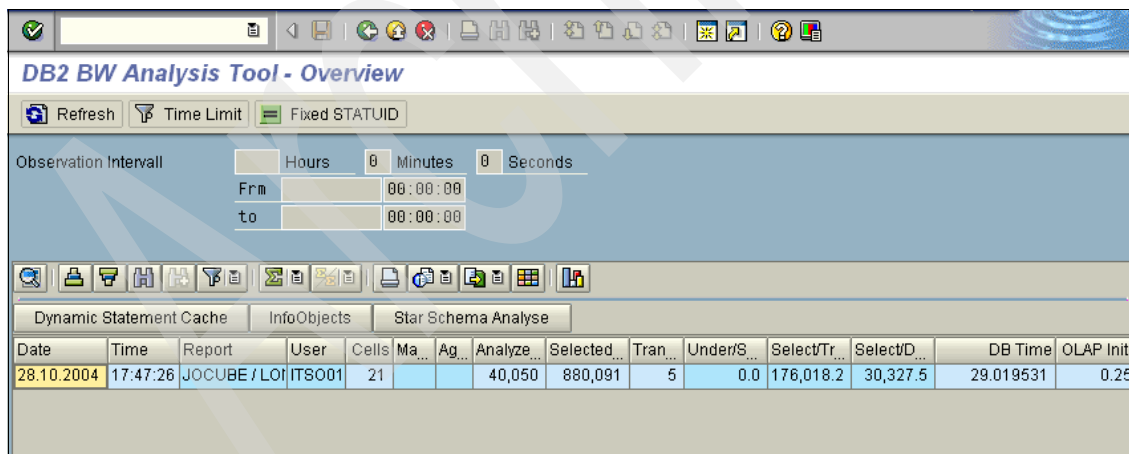 DB2 BW Analysis Tool - Overview
Refresh Time Limit Fixed STATUID
Observation Intervall Hours 0 Minutes 0 Seconds
Frm 00:00:00
to 00:00:00
Dynamic Statement Cache InfoObjects Star Schema Analyse
Date Time Report User Cells Ma... Ag... Analyze... Selected... Tran... Under/S... Select/Tr... Select/D... DB Time OLAP Init
28.10.2004 17:47:26 JOCUBE / LOI ITSO01 21 40,050 880,091 5 0.0 176,018.2 30,327.5 29.019531 0.25